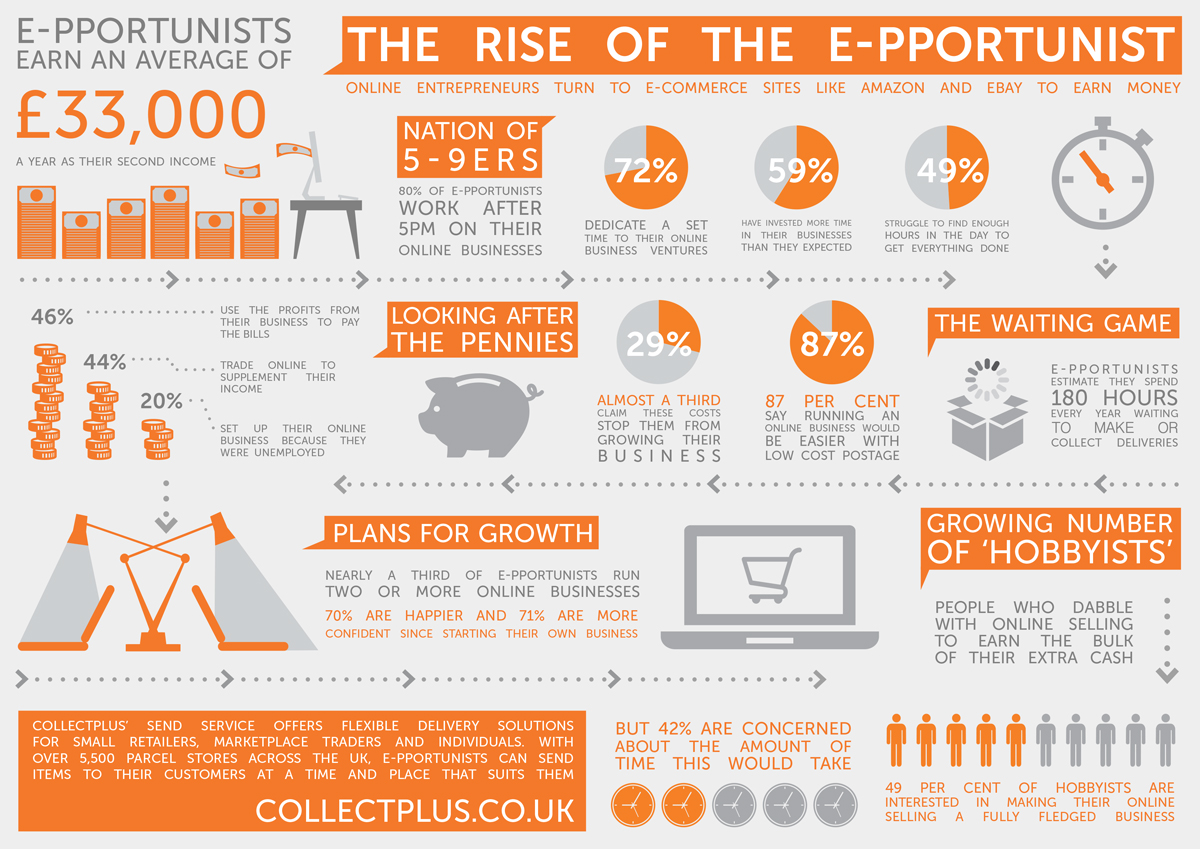 E-PPORTUNISTS
EARN AN AVERAGE OF
£33,000
A YEAR AS THEIR SECOND INCOME
THE RISE OF THE E-PPORTUNIST
ONLINE ENTREPRENEURS TURN TO E-COMMERCE SITES LIKE AMAZON AND EBAY TO EARN MONEY
NATION OF
5-9ERS
80% OF E-PPORTUNISTS
WORK AFTER
5PM ON THEIR
ONLINE BUSINESSES
72%
DEDICATE A SET
TIME TO THEIR ONLINE
BUSINESS VENTURES
59%
HAVE INVESTED MORE TIME
IN THEIR BUSINESSES
THAN THEY EXPECTED
49%
STRUGGLE TO FIND ENOUGH
HOURS IN THE DAY TO
GET EVERYTHING DONE
46%
USE THE PROFITS FROM
THEIR BUSINESS TO PAY
THE BILLS
44%
TRADE ONLINE TO
SUPPLEMENT THEIR
INCOME
20%
SET UP THEIR ONLINE
BUSINESS BECAUSE THEY
WERE UNEMPLOYED
LOOKING AFTER
THE PENNIES
29%
ALMOST A THIRD
CLAIM THESE COSTS
STOP THEM FROM
GROWING THEIR
BUSINESS
87%
87 PER CENT
SAY RUNNING AN
ONLINE BUSINESS WOULD
BE EASIER WITH
LOW COST POSTAGE
THE WAITING GAME
E-PPORTUNISTS
ESTIMATE THEY SPEND
180 HOURS
EVERY YEAR WAITING
TO MAKE OR
COLLECT DELIVERIES
PLANS FOR GROWTH
NEARLY A THIRD OF E-PPORTUNISTS RUN
TWO OR MORE ONLINE BUSINESSES
70% ARE HAPPIER AND 71% ARE MORE
CONFIDENT SINCE STARTING THEIR OWN BUSINESS
GROWING NUMBER
OF 'HOBBYISTS'
PEOPLE WHO DABBLE
WITH ONLINE SELLING
TO EARN THE BULK
OF THEIR EXTRA CASH
COLLECTPLUS' SEND SERVICE OFFERS FLEXIBLE DELIVERY SOLUTIONS
FOR SMALL RETAILERS, MARKETPLACE TRADERS AND INDIVIDUALS. WITH
OVER 5,500 PARCEL STORES ACROSS THE UK, E-PPORTUNISTS CAN SEND
ITEMS TO THEIR CUSTOMERS AT A TIME AND PLACE THAT SUITS THEM
COLLECTPLUS.CO.UK
BUT 42% ARE CONCERNED
ABOUT THE AMOUNT OF
TIME THIS WOULD TAKE
49 PER CENT OF HOBBYISTS ARE
INTERESTED IN MAKING THEIR ONLINE
SELLING A FULLY FLEDGED BUSINESS